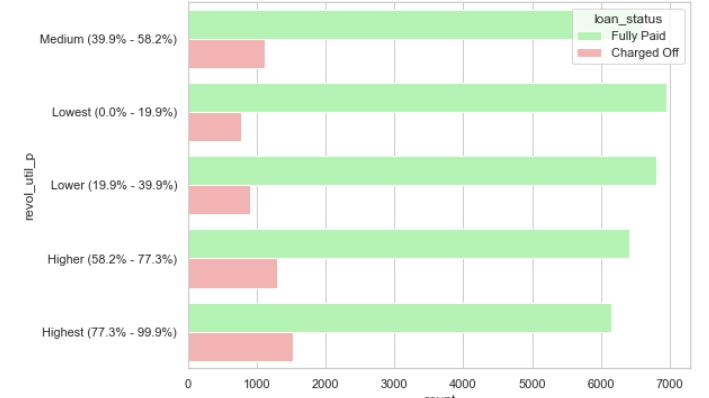 loan_status
Fully Paid
Charged Off
Medium (39.9% - 58.2%)
Lowest (0.0% - 19.9%)
Lower (19.9% - 39.9%)
Higher (58.2% - 77.3%)
Highest (77.3% - 99.9%)
revol_util_p
0 1000 2000 3000 4000 5000 6000 7000